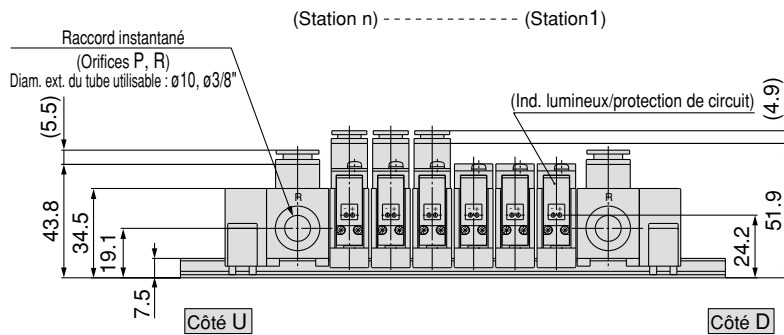 (Station n) - - - - - - - - - - - - - - - (Station1)
Raccord instantané
(Orifices P, R)
Diam. ext. du tube utilisable : ø10, ø3/8"
(Ind. lumineux/protection de circuit)
(5.5)
(4.9)
43.8
34.5
19.1
7.5
R
R
24.2
51.9
Côté U
Côté D